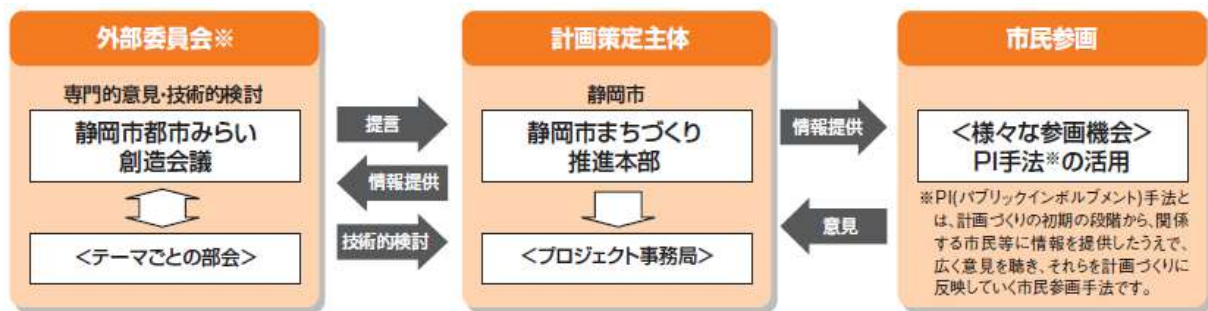 外部委員会※
専門的意見・技術的検討
静岡市都市みらい
創造会議
<テーマごとの部会>
提言
情報提供
技術的検討
計画策定主体
静岡市
静岡市まちづくり
推進本部
<プロジェクト事務局>
情報提供
意見
市民参画
<様々な参画機会>
PI手法※の活用
※PI(パブリックインボルブメント)手法と
は、計画づくりの初期の段階から、関係
する市民等に情報を提供したうえで、
広く意見を聴き、それらを計画づくりに
反映していく市民参画手法です。